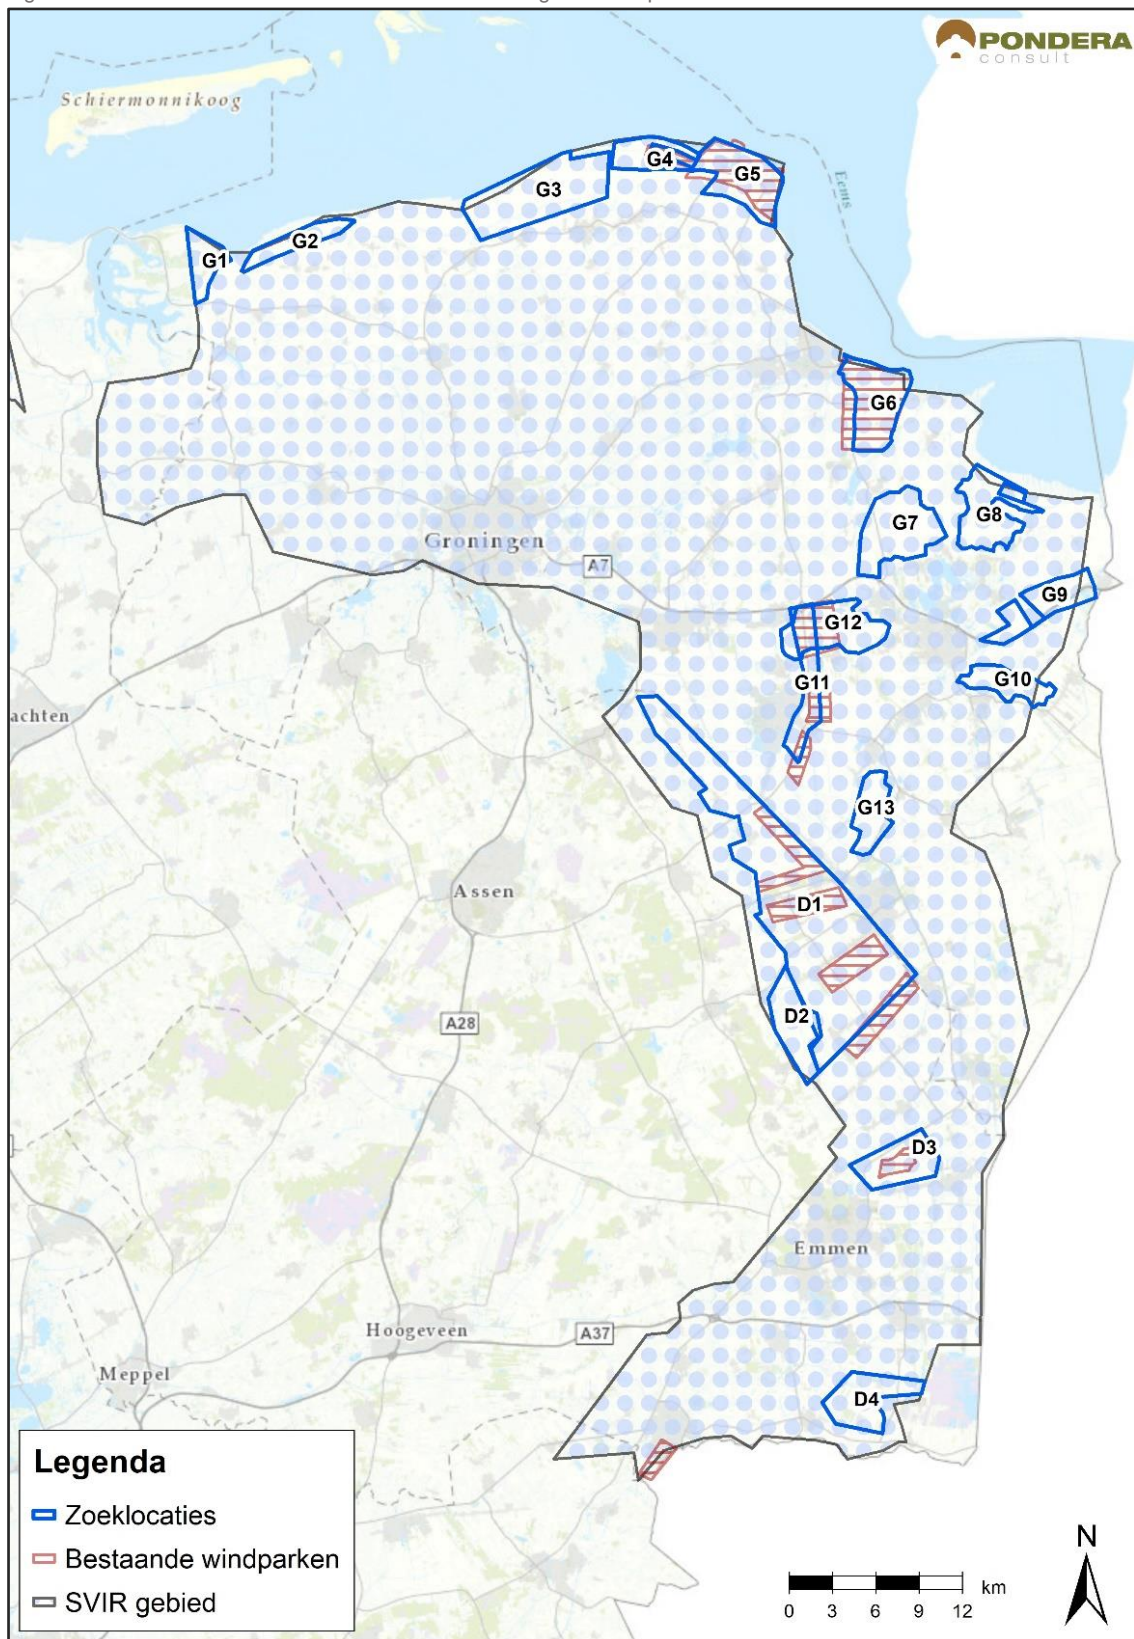 PONDERA
consult
Schiermonnikoog
Eems
G4
G5
G3
G2
G1
G6
G7
G8
Groningen
A7
G9
G12
G10
G11
achten
G13
Assen
D1
D2
A28
D3
Emmen
Hoogeveen
A37
Meppel
D4
Legenda
Zoeklocaties
Bestaande windparken
SVIR gebied
N
km
0 3 6 9 12